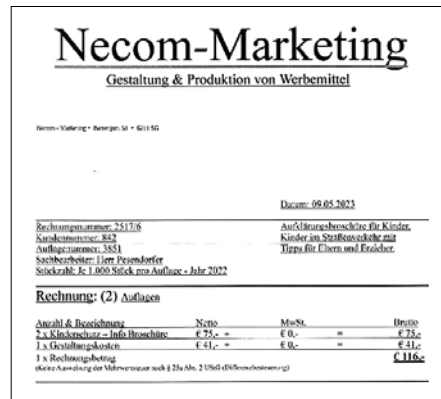 Necom-Marketing
Gestaltung & Produktion von Werbemittel
Necom - Marketing •
Datum: 09.05.2023
Rechnungsnummer: 2517/6
Kundennummer: 842
Auflagenummer: 3851
Sachbearbeiter: Herr Pesendorfer
Stückzahl: Je 1.000 Stück pro Auflage - Jahr 2022
Aufklärungsbroschüre für Kinder,
Kinder im Straßenverkehr mit
Tipps für Eltern und Erzieher.
Rechnung: (2) Auflagen
Anzahl & Bezeichnung Netto MwSt. Brutto
2 x Kinderschutz – Info Broschüre € 75,- + € 0,- = € 75,-
1 x Gestaltungskosten € 41,- + € 0,- = € 41,-
1 x Rechnungsbetrag € 116,-
(Keine Ausweisung der Mehrwertsteuer nach § 25a Abs. 2 UStG (Differenzbesteuerung)